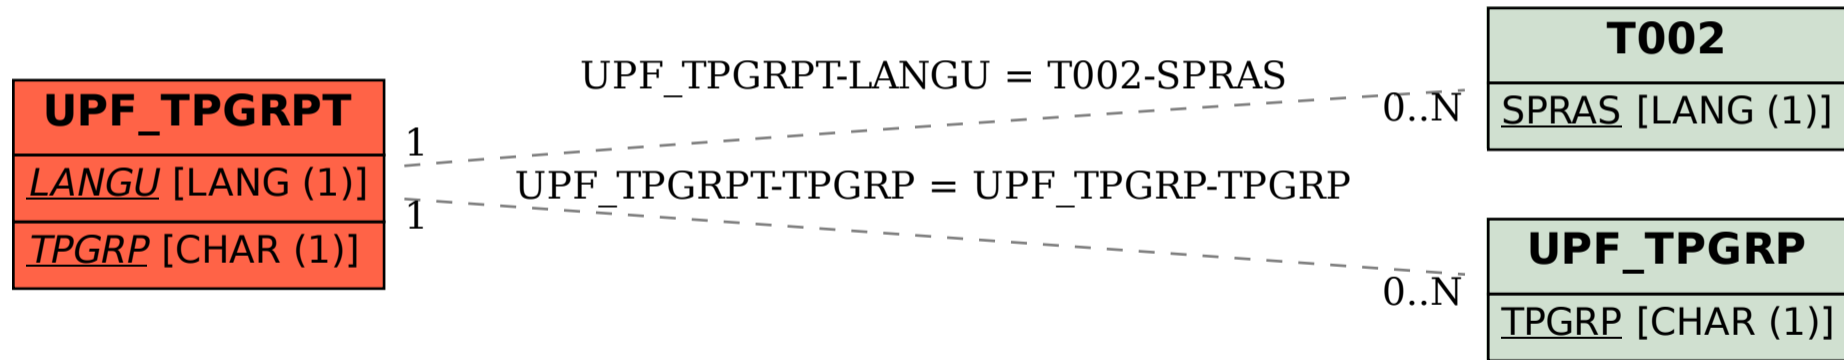 UPF_TPGRPT
LANGU [LANG (1)]
TPGRP [CHAR (1)]
UPF_TPGRPT-LANGU = T002-SPRAS
1
0..N
UPF_TPGRPT-TPGRP = UPF_TPGRP-TPGRP
1
0..N
T002
SPRAS [LANG (1)]
UPF_TPGRP
TPGRP [CHAR (1)]